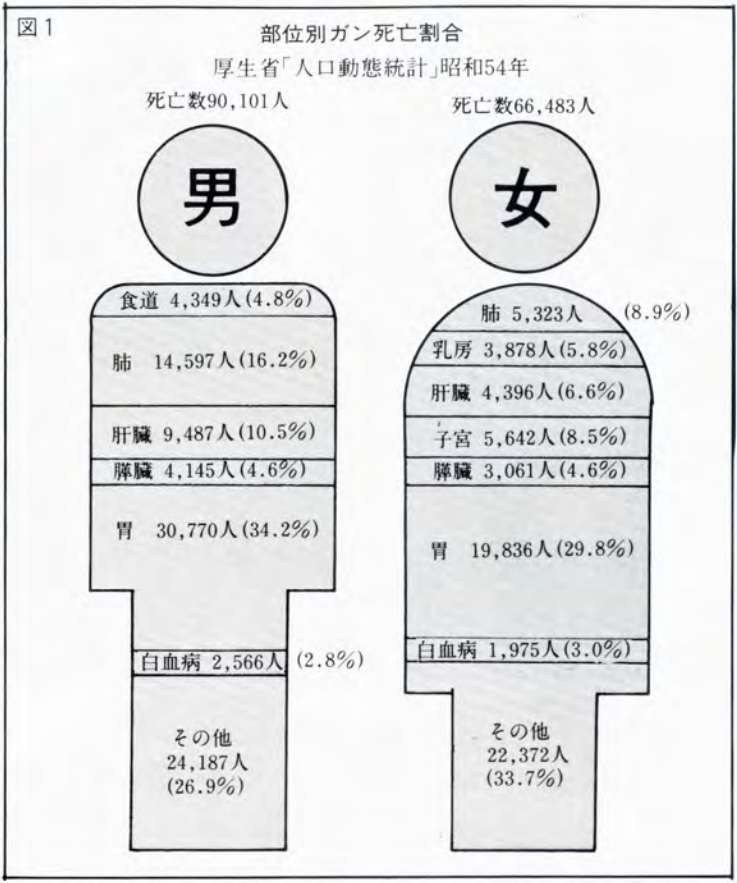 図1
部位別ガン死亡割合
厚生省「人口動態統計」昭和54年
死亡数90,101人
男
食道 4,349人(4.8%)
肺 14,597人(16.2%)
肝臓 9,487人(10.5%)
膵臓 4,145人(4.6%)
胃 30,770人(34.2%)
白血病 2,566人 (2.8%)
その他
24,187人
(26.9%)
死亡数66,483人
女
肺 5,323人 (8.9%)
乳房 3,878人(5.8%)
肝臓 4,396人(6.6%)
子宮 5,642人(8.5%)
膵臓 3,061人(4.6%)
胃 19,836人(29.8%)
白血病 1,975人(3.0%)
その他
22,372人
(33.7%)